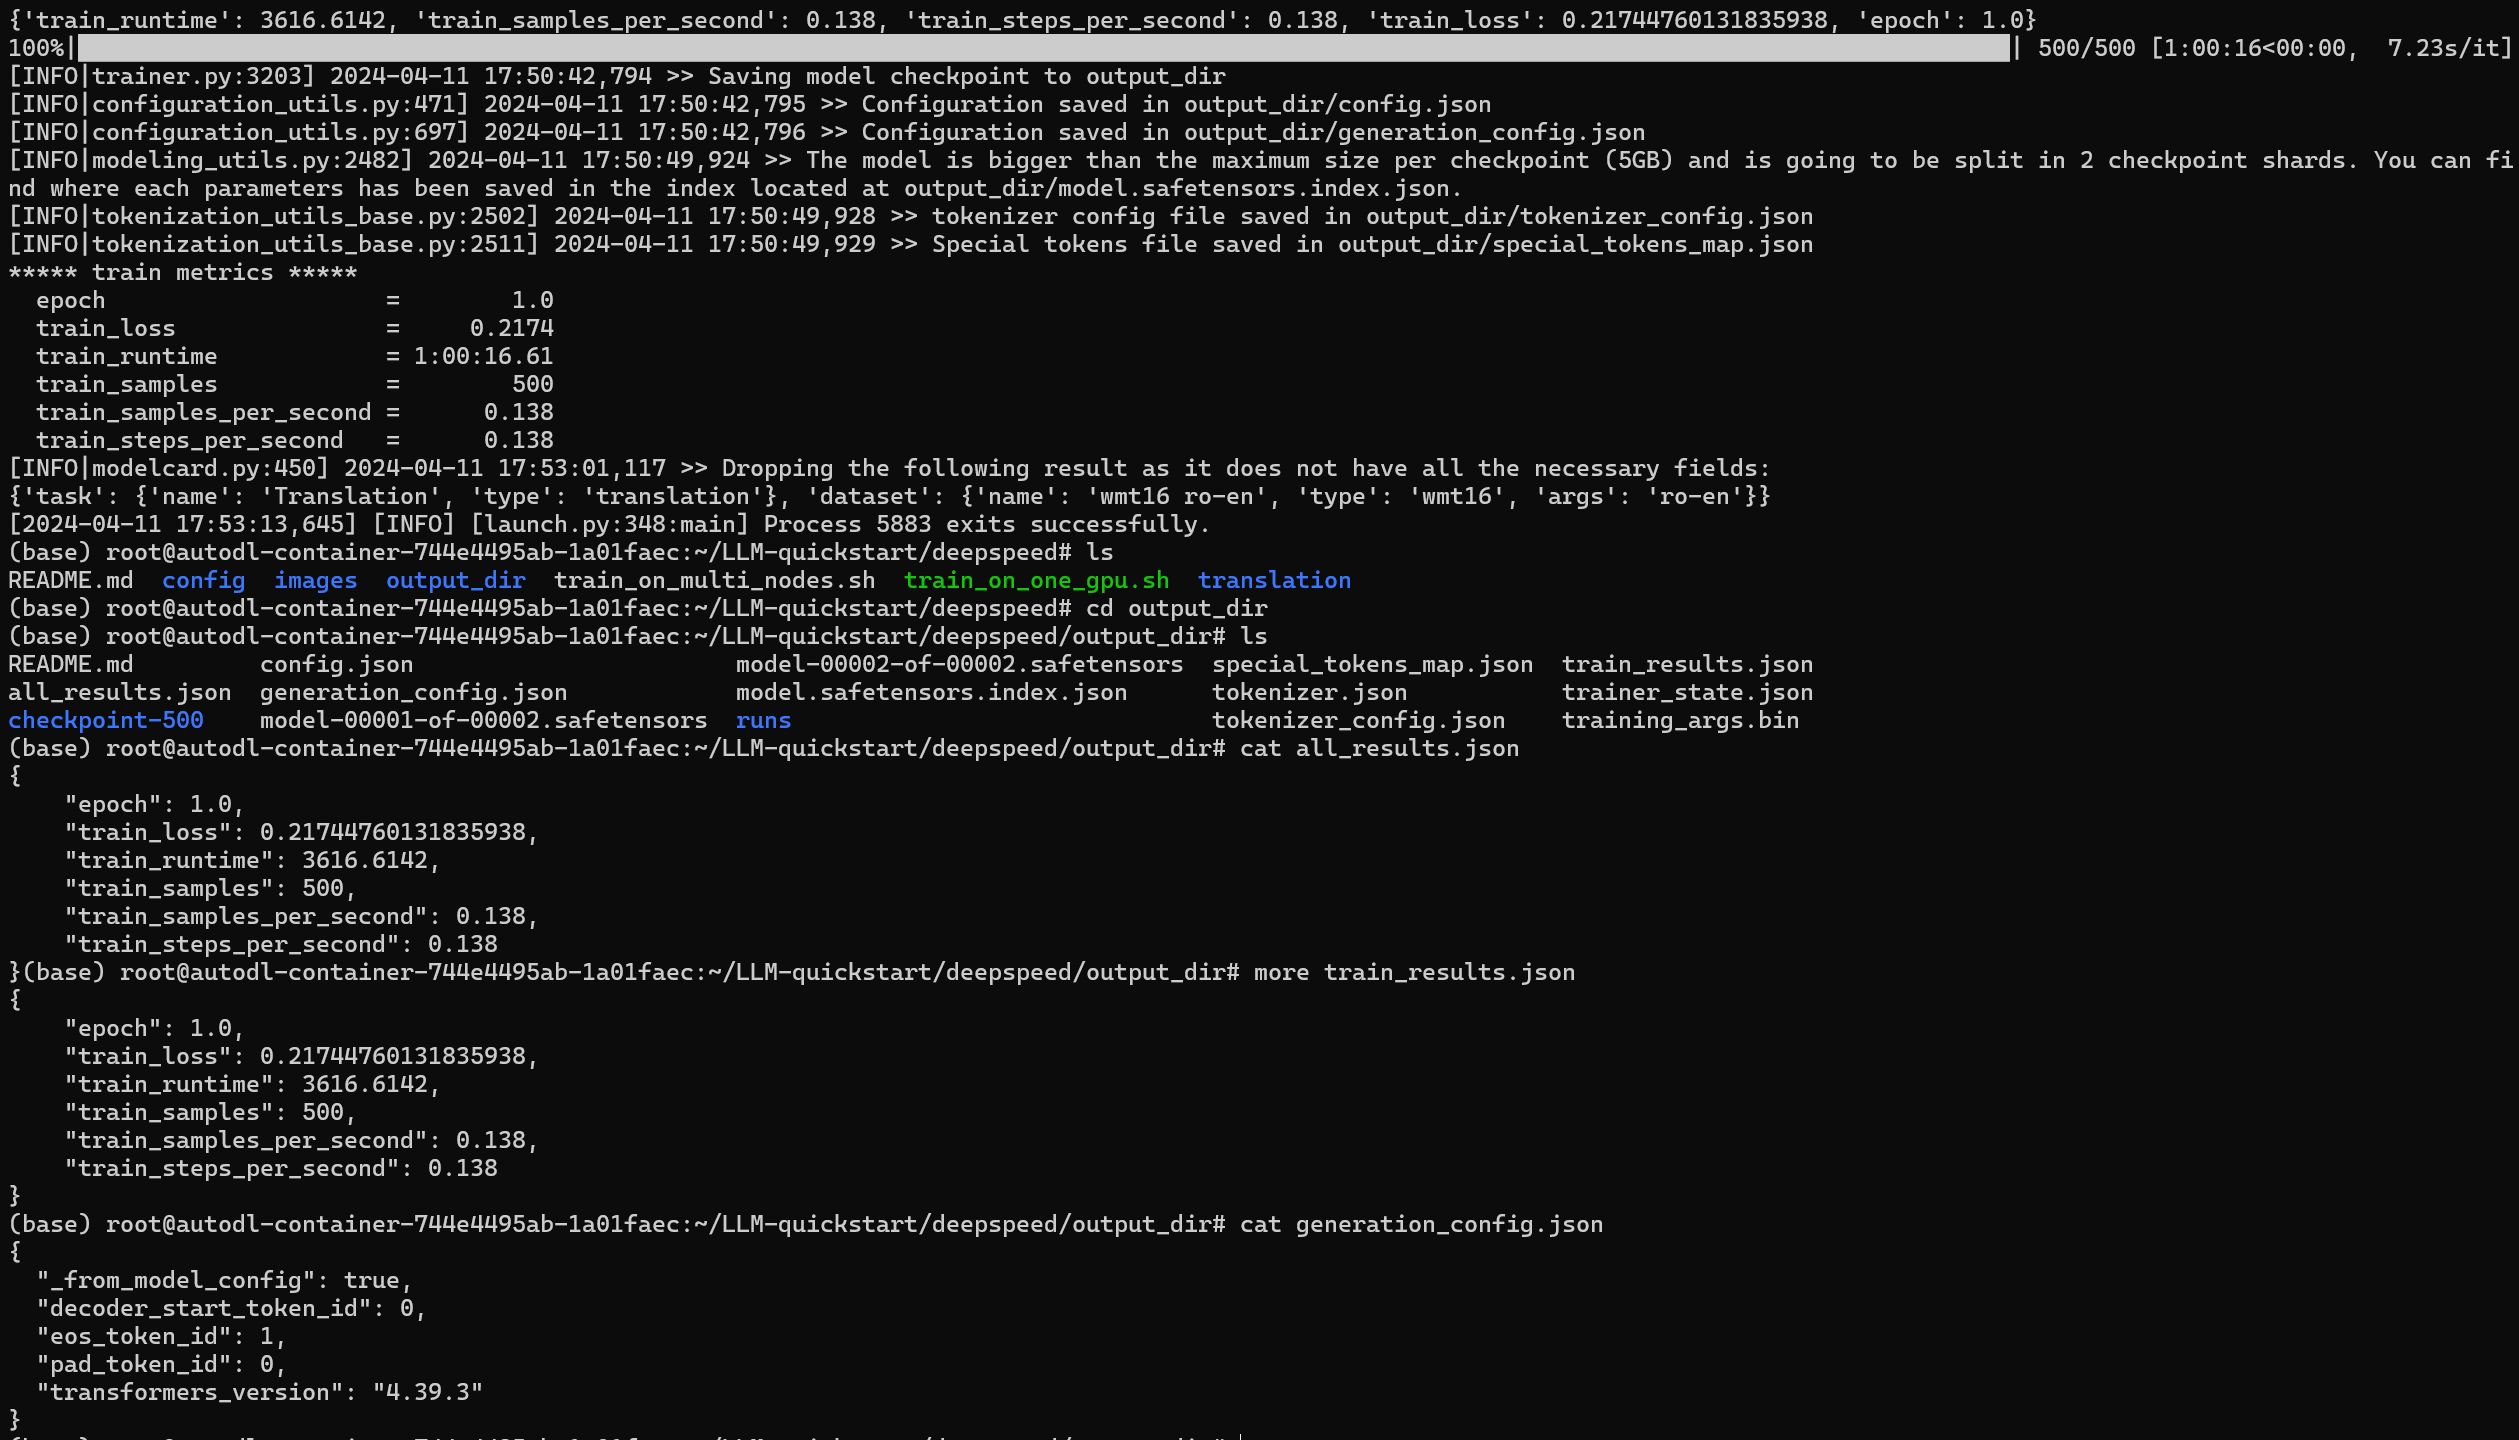 {'train_runtime': 3616.6142, 'train_samples_per_second': 0.138, 'train_steps_per_second': 0.138, 'train_loss': 0.21744760131835938, 'epoch': 1.0}
100%| | 500/500 [1:00:16<00:00,  7.23s/it]
[INFO|trainer.py:3203] 2024-04-11 17:50:42,794 >> Saving model checkpoint to output_dir
[INFO|configuration_utils.py:471] 2024-04-11 17:50:42,795 >> Configuration saved in output_dir/config.json
[INFO|configuration_utils.py:697] 2024-04-11 17:50:42,796 >> Configuration saved in output_dir/generation_config.json
[INFO|modeling_utils.py:2482] 2024-04-11 17:50:49,924 >> The model is bigger than the maximum size per checkpoint (5GB) and is going to be split in 2 checkpoint shards. You can fi
nd where each parameters has been saved in the index located at output_dir/model.safetensors.index.json.
[INFO|tokenization_utils_base.py:2502] 2024-04-11 17:50:49,928 >> tokenizer config file saved in output_dir/tokenizer_config.json
[INFO|tokenization_utils_base.py:2511] 2024-04-11 17:50:49,929 >> Special tokens file saved in output_dir/special_tokens_map.json
***** train metrics *****
  epoch                    =        1.0
  train_loss               =     0.2174
  train_runtime            = 1:00:16.61
  train_samples            =        500
  train_samples_per_second =      0.138
  train_steps_per_second   =      0.138
[INFO|modelcard.py:450] 2024-04-11 17:53:01,117 >> Dropping the following result as it does not have all the necessary fields:
{'task': {'name': 'Translation', 'type': 'translation'}, 'dataset': {'name': 'wmt16 ro-en', 'type': 'wmt16', 'args': 'ro-en'}}
[2024-04-11 17:53:13,645] [INFO] [launch.py:348:main] Process 5883 exits successfully.
(base) root@autodl-container-744e4495ab-1a01faec:~/LLM-quickstart/deepspeed# ls
README.md  config  images  output_dir  train_on_multi_nodes.sh  train_on_one_gpu.sh  translation
(base) root@autodl-container-744e4495ab-1a01faec:~/LLM-quickstart/deepspeed# cd output_dir
(base) root@autodl-container-744e4495ab-1a01faec:~/LLM-quickstart/deepspeed/output_dir# ls
README.md         config.json                       model-00002-of-00002.safetensors  special_tokens_map.json  train_results.json
all_results.json  generation_config.json            model.safetensors.index.json      tokenizer.json           trainer_state.json
checkpoint-500    model-00001-of-00002.safetensors  runs                              tokenizer_config.json    training_args.bin
(base) root@autodl-container-744e4495ab-1a01faec:~/LLM-quickstart/deepspeed/output_dir# cat all_results.json
{
    "epoch": 1.0,
    "train_loss": 0.21744760131835938,
    "train_runtime": 3616.6142,
    "train_samples": 500,
    "train_samples_per_second": 0.138,
    "train_steps_per_second": 0.138
}(base) root@autodl-container-744e4495ab-1a01faec:~/LLM-quickstart/deepspeed/output_dir# more train_results.json
{
    "epoch": 1.0,
    "train_loss": 0.21744760131835938,
    "train_runtime": 3616.6142,
    "train_samples": 500,
    "train_samples_per_second": 0.138,
    "train_steps_per_second": 0.138
}
(base) root@autodl-container-744e4495ab-1a01faec:~/LLM-quickstart/deepspeed/output_dir# cat generation_config.json
{
  "_from_model_config": true,
  "decoder_start_token_id": 0,
  "eos_token_id": 1,
  "pad_token_id": 0,
  "transformers_version": "4.39.3"
}